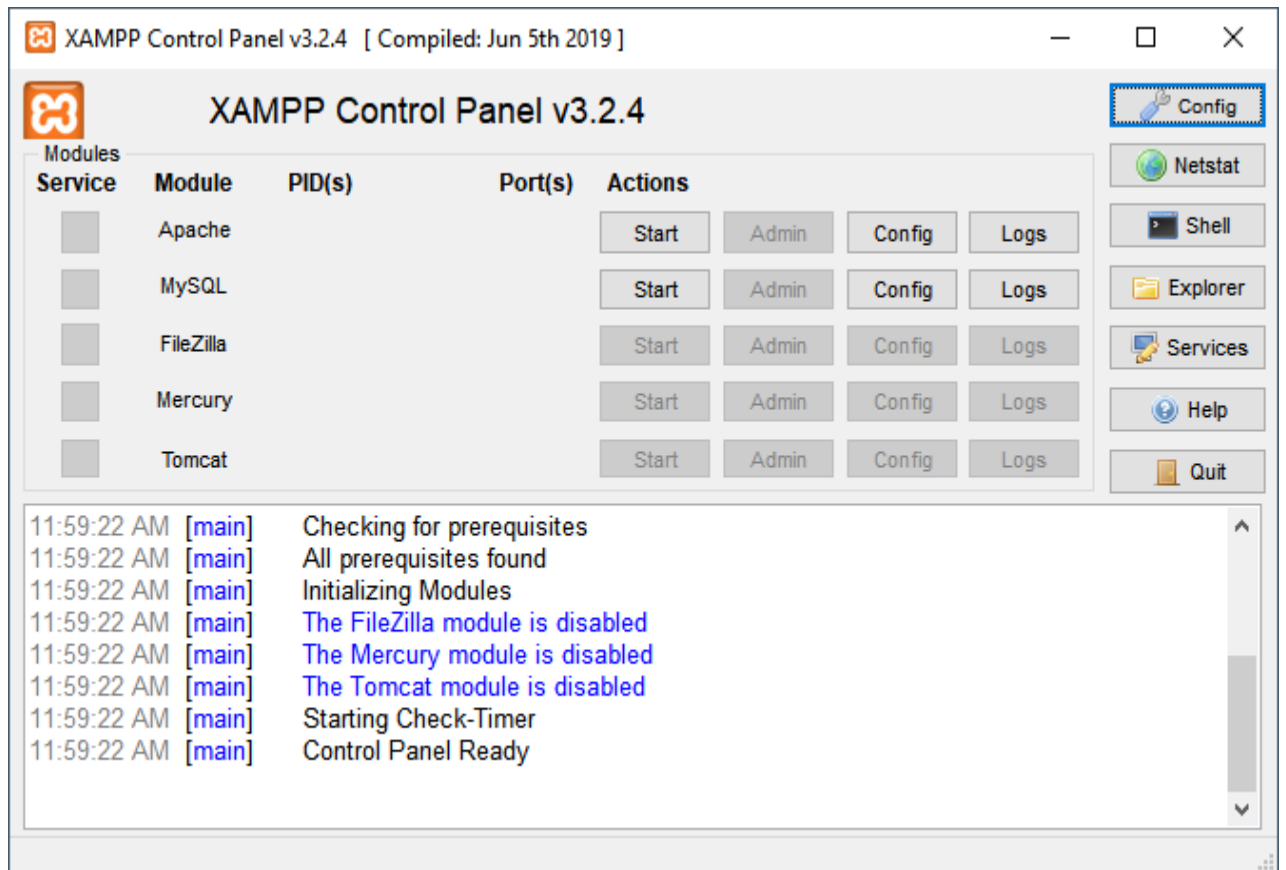 XAMPP Control Panel v3.2.4 [ Compiled: Jun 5th 2019 ]
XAMPP Control Panel v3.2.4
Config
Modules
Service Module PID(s) Port(s) Actions
Netstat
Apache Start Admin Config Logs
Shell
MySQL Start Admin Config Logs
Explorer
FileZilla Start Admin Config Logs
Services
Mercury Start Admin Config Logs
Help
Tomcat Start Admin Config Logs
Quit
11:59:22 AM [main] Checking for prerequisites
11:59:22 AM [main] All prerequisites found
11:59:22 AM [main] Initializing Modules
11:59:22 AM [main] The FileZilla module is disabled
11:59:22 AM [main] The Mercury module is disabled
11:59:22 AM [main] The Tomcat module is disabled
11:59:22 AM [main] Starting Check-Timer
11:59:22 AM [main] Control Panel Ready